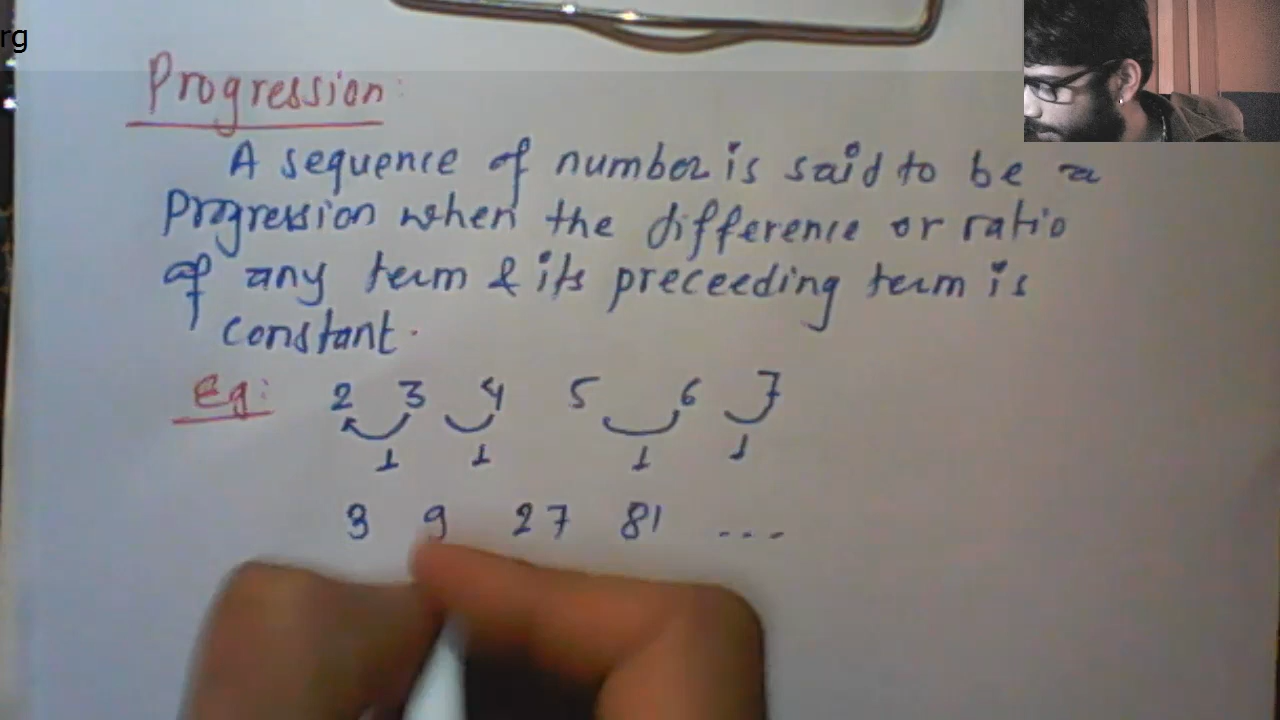 rg
Progression:
A sequence of number is said to be a
Progression when the difference or ratio
of any term & its preceeding term is
constant.
Eg: 2 3 4 5 6 7
1 1 1 1
3 9 27 81 ...